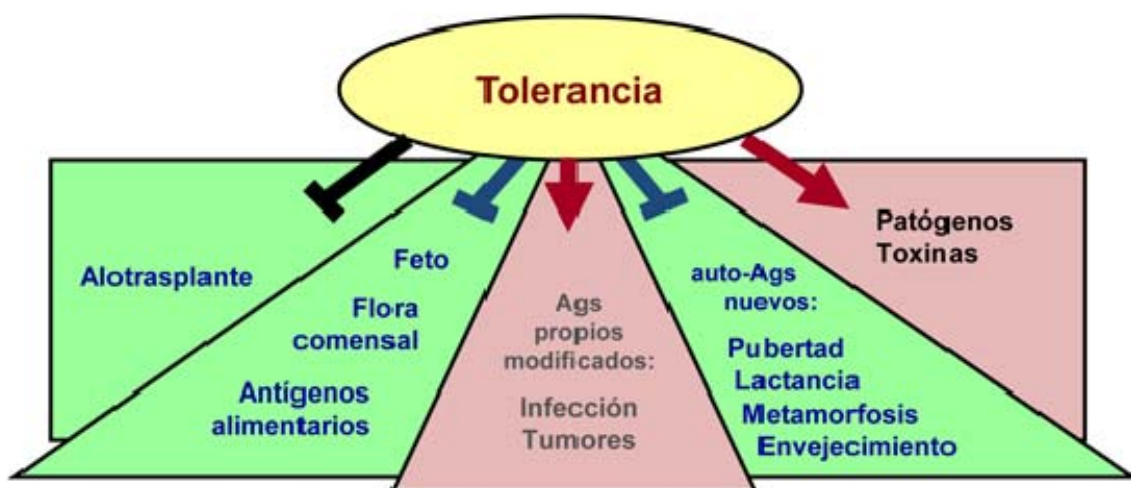 Tolerancia
Alotrasplante
Feto
Flora
comensal
Antígenos
alimentarios
Ags
propios
modificados:
Infección
Tumores
auto-Ags
nuevos:
Pubertad
Lactancia
Metamorfosis
Envejecimiento
Patógenos
Toxinas